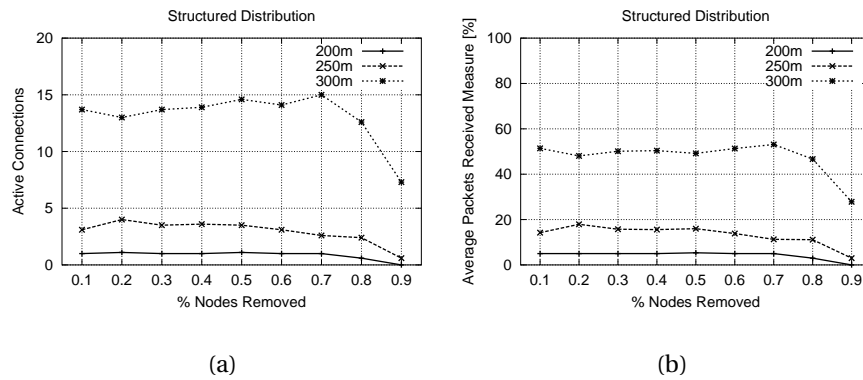 Structured Distribution
20
15
10
5
0
Active Connnections
200m
250m
300m
0.1 0.2 0.3 0.4 0.5 0.6 0.7 0.8 0.9
% Nodes Removed
(a)
Structured Distribution
100
80
60
40
20
0
Average Packets Received Measure [%]
200m
250m
300m
0.1 0.2 0.3 0.4 0.5 0.6 0.7 0.8 0.9
% Nodes Removed
(b)